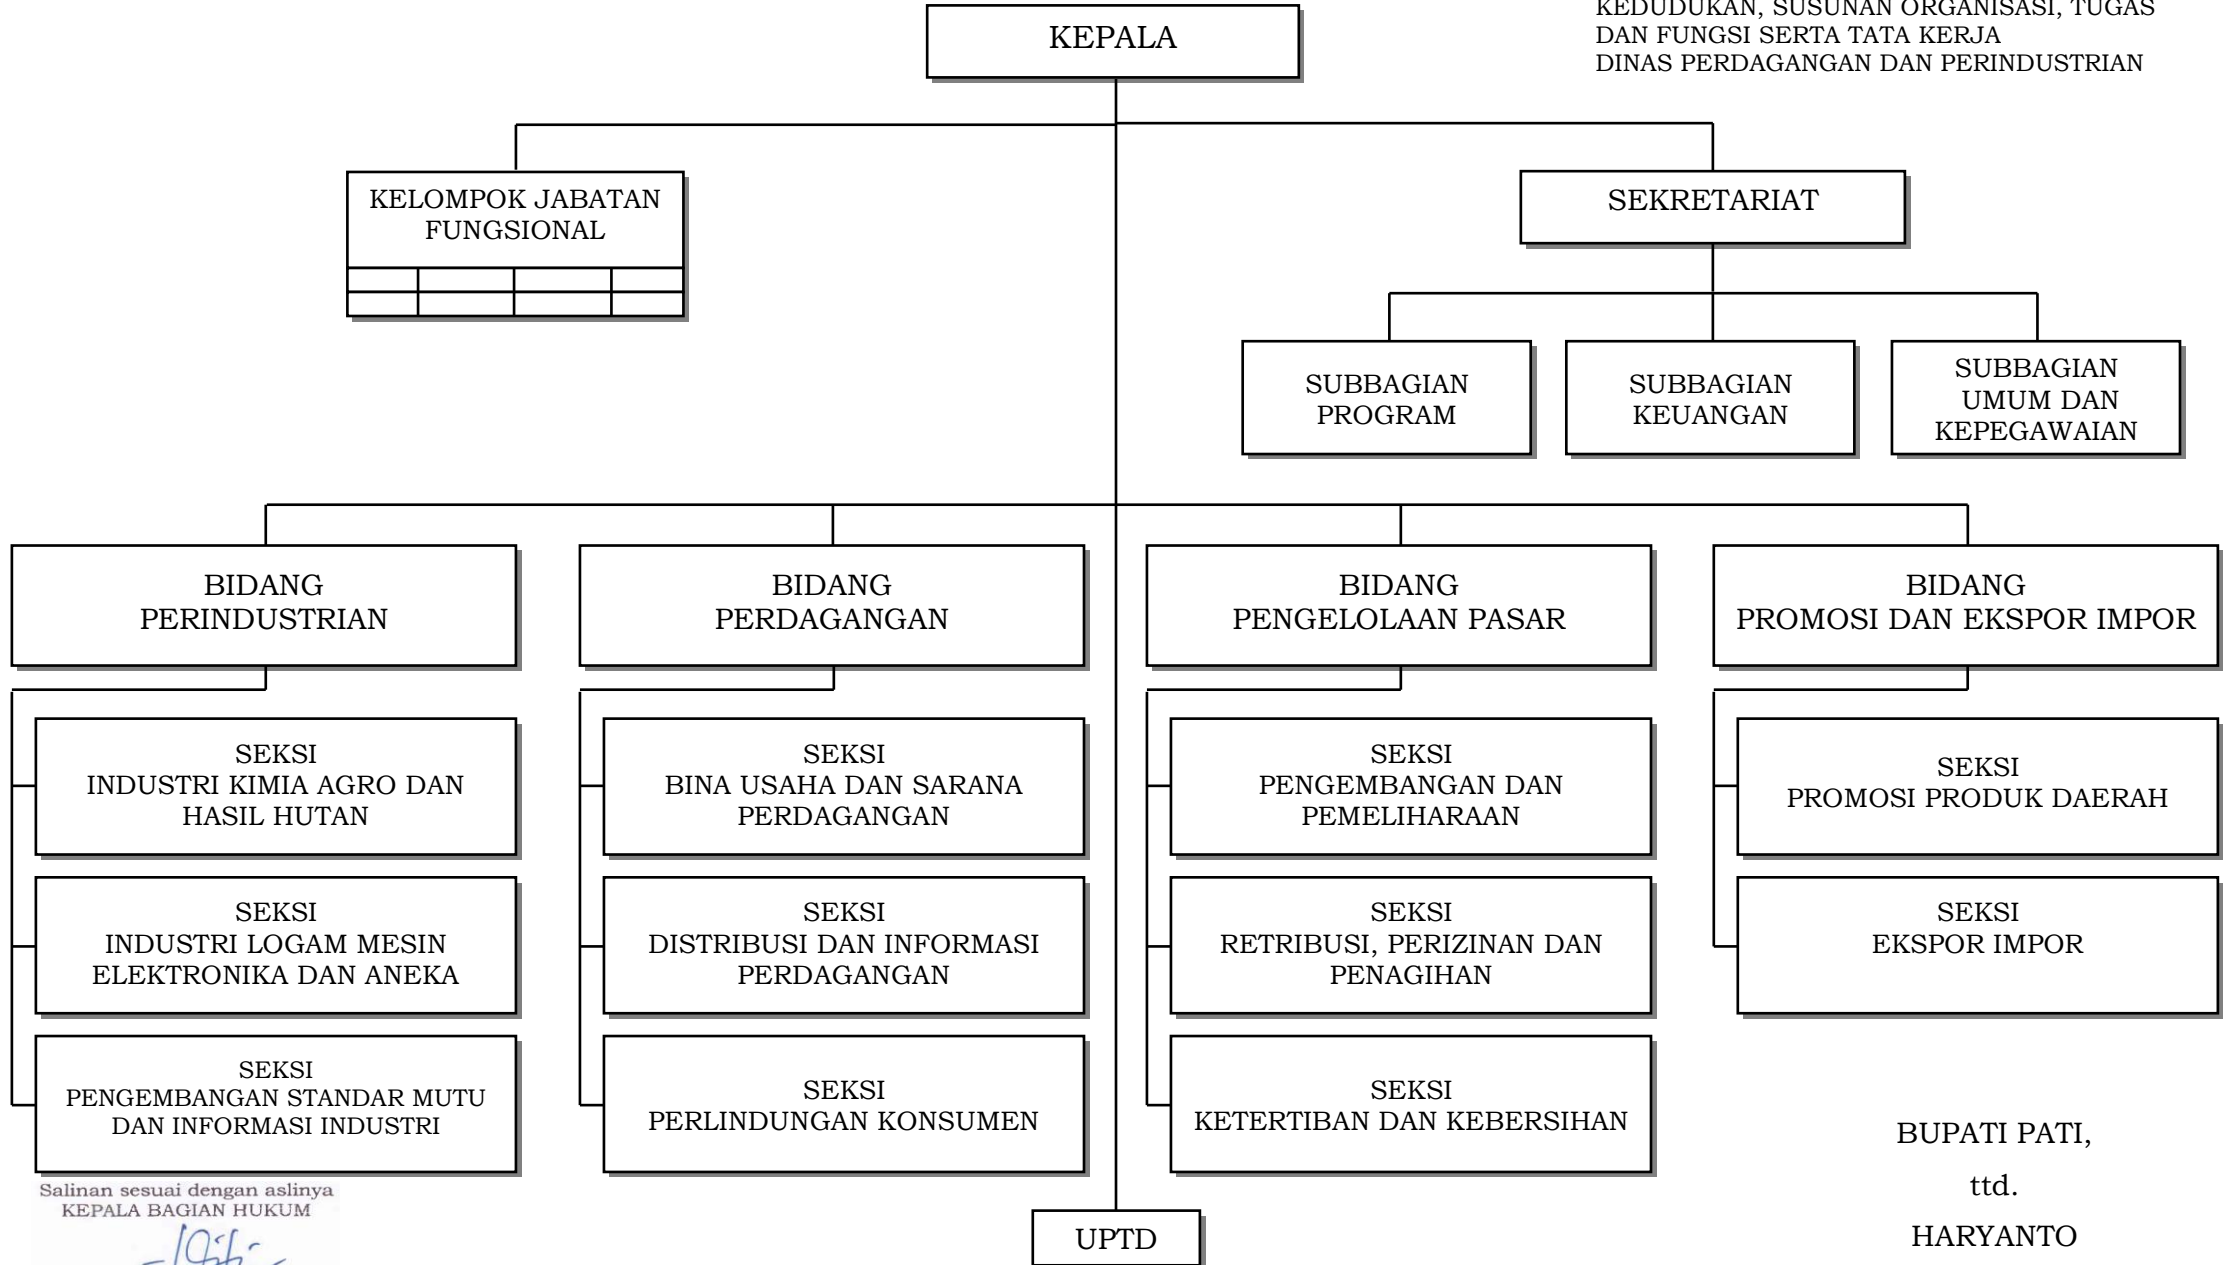 KEDUDUKAN, SUSUNAN ORGANISASI, TUGAS
DAN FUNGSI SERTA TATA KERJA
DINAS PERDAGANGAN DAN PERINDUSTRIAN
KEPALA
KELOMPOK JABATAN
FUNGSIONAL
SEKRETARIAT
SUBBAGIAN
PROGRAM
SUBBAGIAN
KEUANGAN
SUBBAGIAN
UMUM DAN
KEPEGAWAIAN
BIDANG
PERINDUSTRIAN
BIDANG
PERDAGANGAN
BIDANG
PENGELOLAAN PASAR
BIDANG
PROMOSI DAN EKSPOR IMPOR
SEKSI
INDUSTRI KIMIA AGRO DAN
HASIL HUTAN
SEKSI
BINA USAHA DAN SARANA
PERDAGANGAN
SEKSI
PENGEMBANGAN DAN
PEMELIHARAAN
SEKSI
PROMOSI PRODUK DAERAH
SEKSI
INDUSTRI LOGAM MESIN
ELEKTRONIKA DAN ANEKA
SEKSI
DISTRIBUSI DAN INFORMASI
PERDAGANGAN
SEKSI
RETRIBUSI, PERIZINAN DAN
PENAGIHAN
SEKSI
EKSPOR IMPOR
SEKSI
PENGEMBANGAN STANDAR MUTU
DAN INFORMASI INDUSTRI
SEKSI
PERLINDUNGAN KONSUMEN
SEKSI
KETERTIBAN DAN KEBERSIHAN
Salinan sesuai dengan aslinya
KEPALA BAGIAN HUKUM
UPTD
BUPATI PATI,
ttd.
HARYANTO